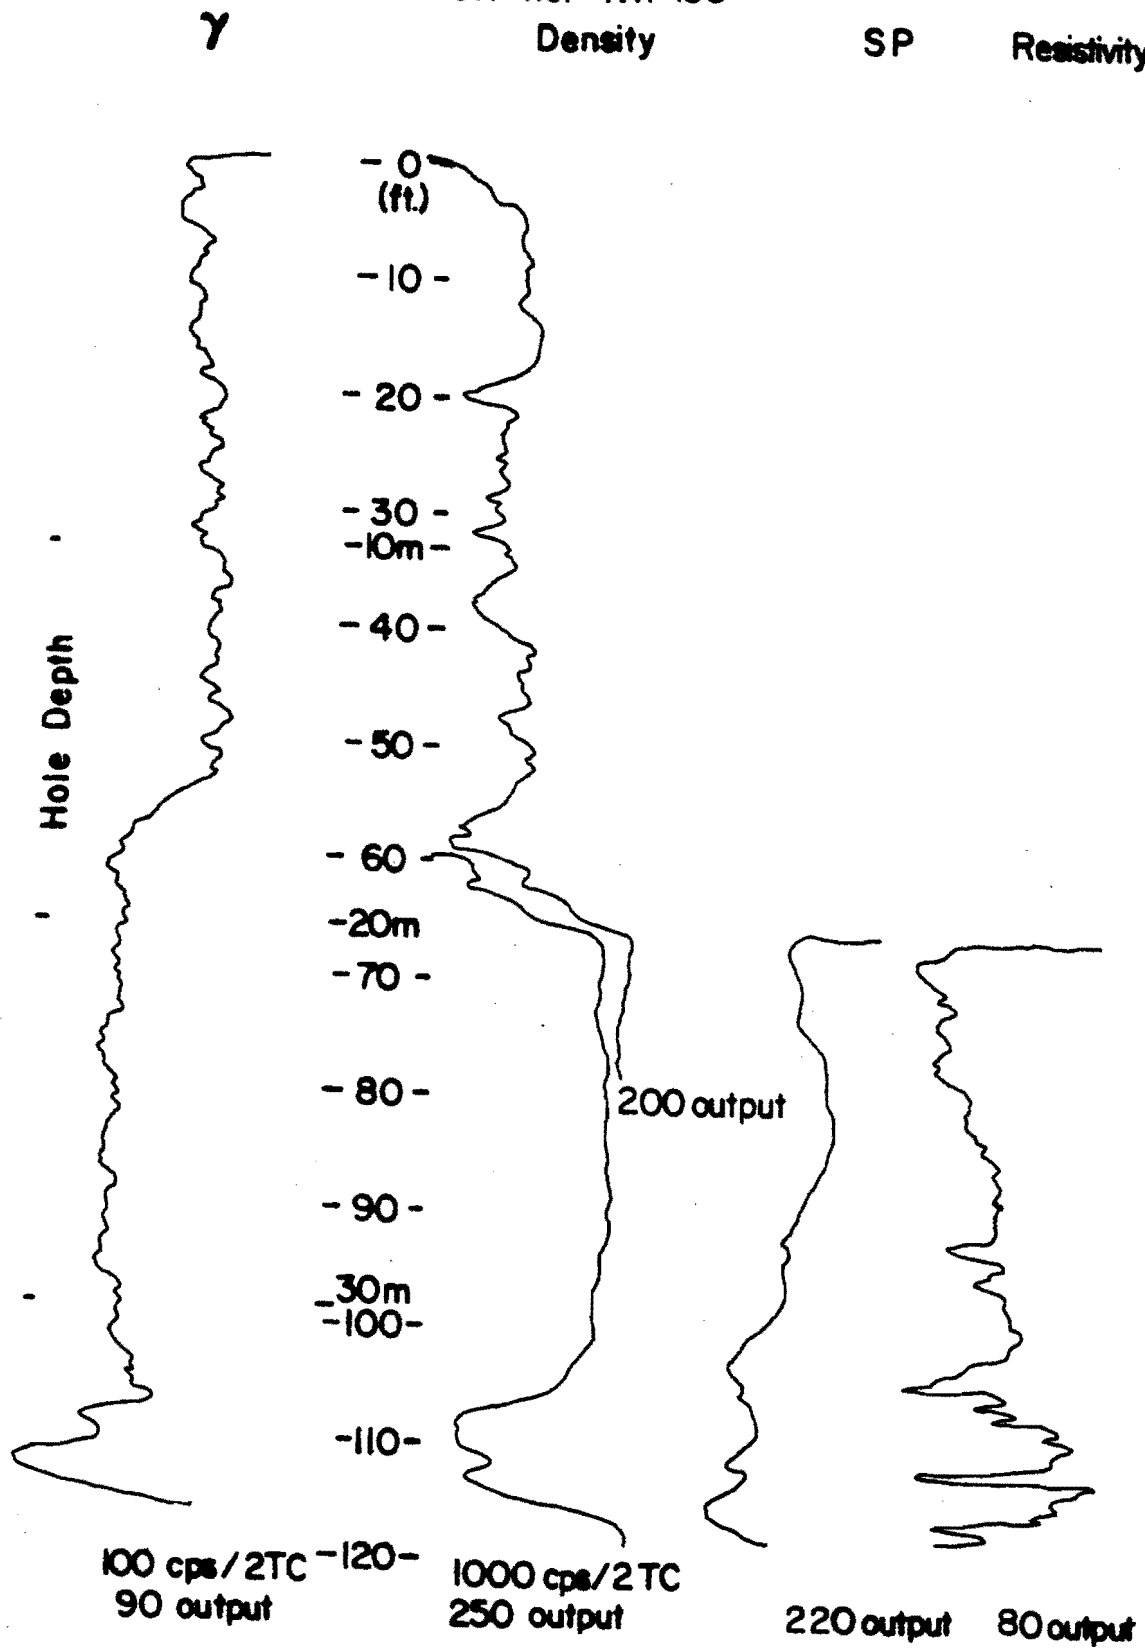 γ
Density
SP
Resistivity
- 0
(ft.)
-10-
-20-
-30-
-10m-
-40-
-50-
-60-
-20m
-70-
-80-
200 output
-90-
30m
-100-
-110-
-120-
Hole Depth
100 cps/2TC
90 output
1000 cps/2TC
250 output
220 output
80 output